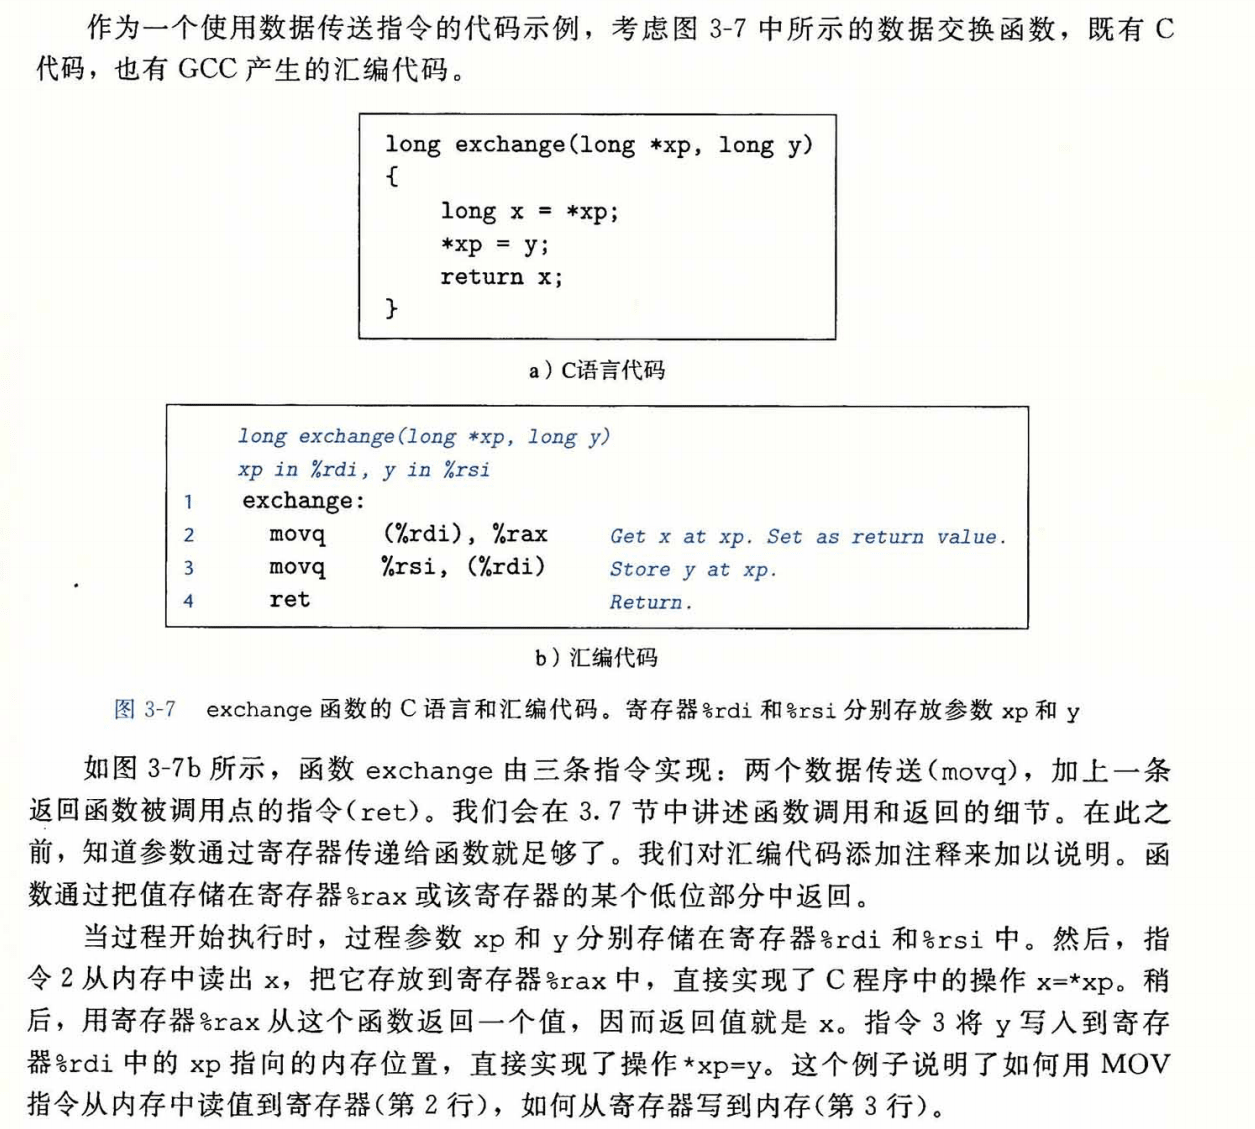 作为一个使用数据传送指令的代码示例，考虑图 3-7 中所示的数据交换函数，既有 C
代码，也有 GCC 产生的汇编代码。
long exchange(long *xp, long y)
{
    long x = *xp;
    *xp = y;
    return x;
}
a）C语言代码
long exchange(long *xp, long y)
xp in %rdi, y in %rsi
1 exchange:
2 movq (%rdi), %rax Get x at xp. Set as return value.
3 movq %rsi, (%rdi) Store y at xp.
4 ret Return.
b）汇编代码
图 3-7 exchange 函数的 C 语言和汇编代码。寄存器%rdi 和%rsi 分别存放参数 xp 和 y
如图 3-7b 所示，函数 exchange 由三条指令实现：两个数据传送(movq)，加上一条
返回函数被调用点的指令(ret)。我们会在 3.7 节中讲述函数调用和返回的细节。在此之
前，知道参数通过寄存器传递给函数就足够了。我们对汇编代码添加注释来加以说明。函
数通过把值存储在寄存器%rax 或该寄存器的某个低位部分中返回。
当过程开始执行时，过程参数 xp 和 y 分别存储在寄存器%rdi 和%rsi 中。然后，指
令 2 从内存中读出 x，把它存放到寄存器%rax 中，直接实现了 C 程序中的操作 x=*xp。稍
后，用寄存器%rax 从这个函数返回一个值，因而返回值就是 x。指令 3 将 y 写入到寄存
器%rdi 中的 xp 指向的内存位置，直接实现了操作*xp=y。这个例子说明了如何用 MOV
指令从内存中读值到寄存器(第 2 行)，如何从寄存器写到内存(第 3 行)。